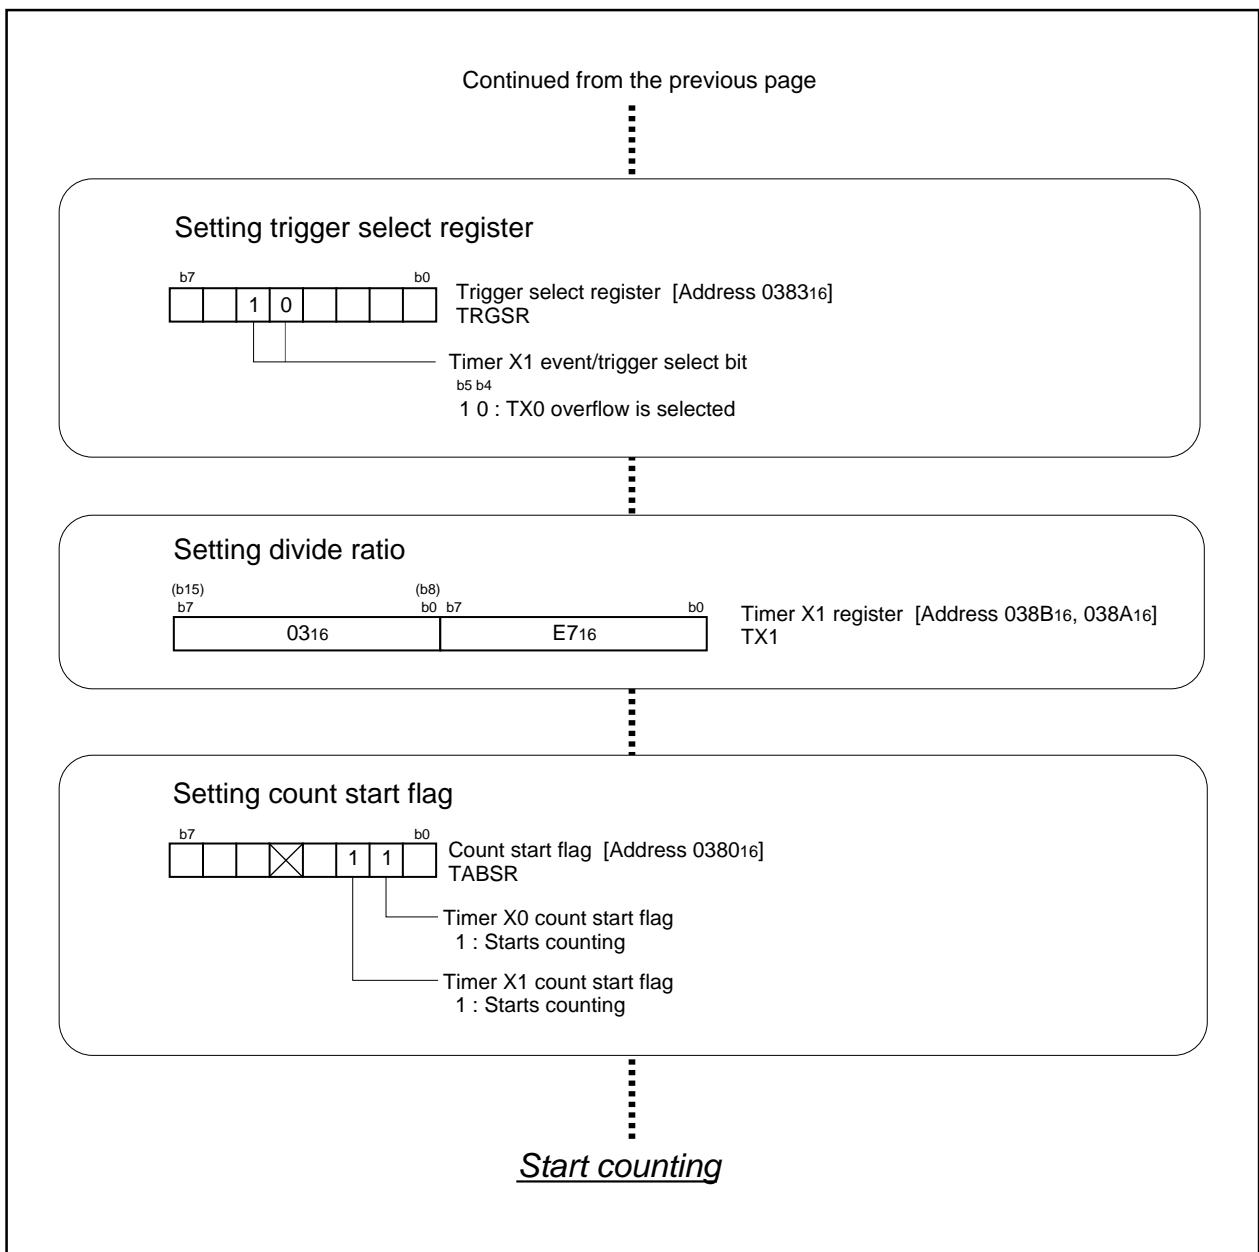 Continued from the previous page
Setting trigger select register
b7 b0
1 0
Trigger select register [Address 038316]
TRGSR
Timer X1 event/trigger select bit
b5 b4
1 0 : TX0 overflow is selected
Setting divide ratio
(b15) (b8)
b7 b0 b7 b0
0316 E716
Timer X1 register [Address 038B16, 038A16]
TX1
Setting count start flag
b7 b0
1 1
Count start flag [Address 038016]
TABSR
Timer X0 count start flag
1 : Starts counting
Timer X1 count start flag
1 : Starts counting
Start counting